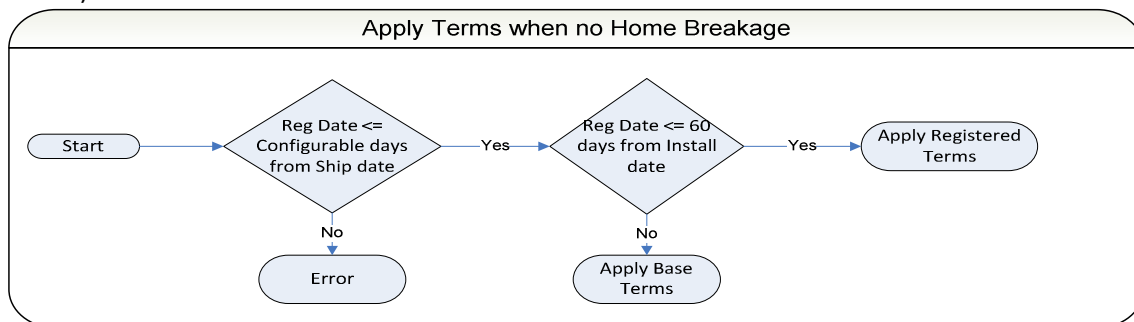 Apply Terms when no Home Breakage
Start
Reg Date <=
Configurable days
from Ship date
Yes
Reg Date <= 60
days from Install
date
Yes
Apply Registered
Terms
No
Error
No
Apply Base
Terms